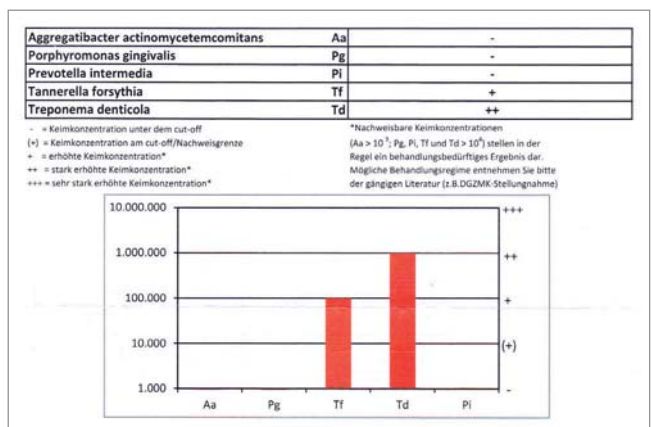 Aggregatibacter actinomycetemcomitans Aa -
Porphyromonas gingivalis Pg -
Prevotella intermedia Pi -
Tannerella forsythia Tf +
Treponema denticola Td ++
- = Keimkonzentration unter dem cut-off
(+) = Keimkonzentration am cut-off/Nachweisgrenze
+ = erhöhte Keimkonzentration*
++ = stark erhöhte Keimkonzentration*
+++ = sehr stark erhöhte Keimkonzentration*
*Nachweisbare Keimkonzentrationen
(Aa > 10³; Pg, Pi, Tf und Td > 10⁴) stellen in der
Regel ein behandlungsbedürftiges Ergebnis dar.
Mögliche Behandlungsregime entnehmen Sie bitte
der gängigen Literatur (z.B.DGZMK-Stellungnahme)
10.000.000 +++
1.000.000 ++
100.000 +
10.000 (+)
1.000 -
Aa Pg Tf Td Pi